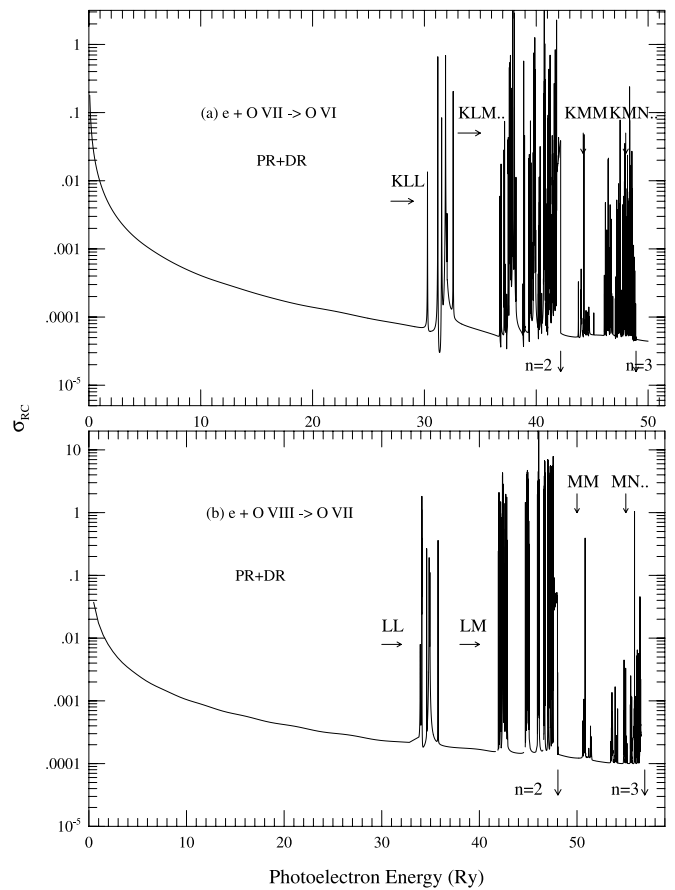 1
.1
.01
.001
.0001
10-5
(a) e + O VII -> O VI
PR+DR
KLL
KLM..
KMM
KMN..
n=2
n=3
0
10
20
30
40
50
σRC
10
1
.1
.01
.001
.0001
10-5
(b) e + O VIII -> O VII
PR+DR
LL
LM
MM
MN..
n=2
n=3
0
10
20
30
40
50
Photoelectron Energy (Ry)